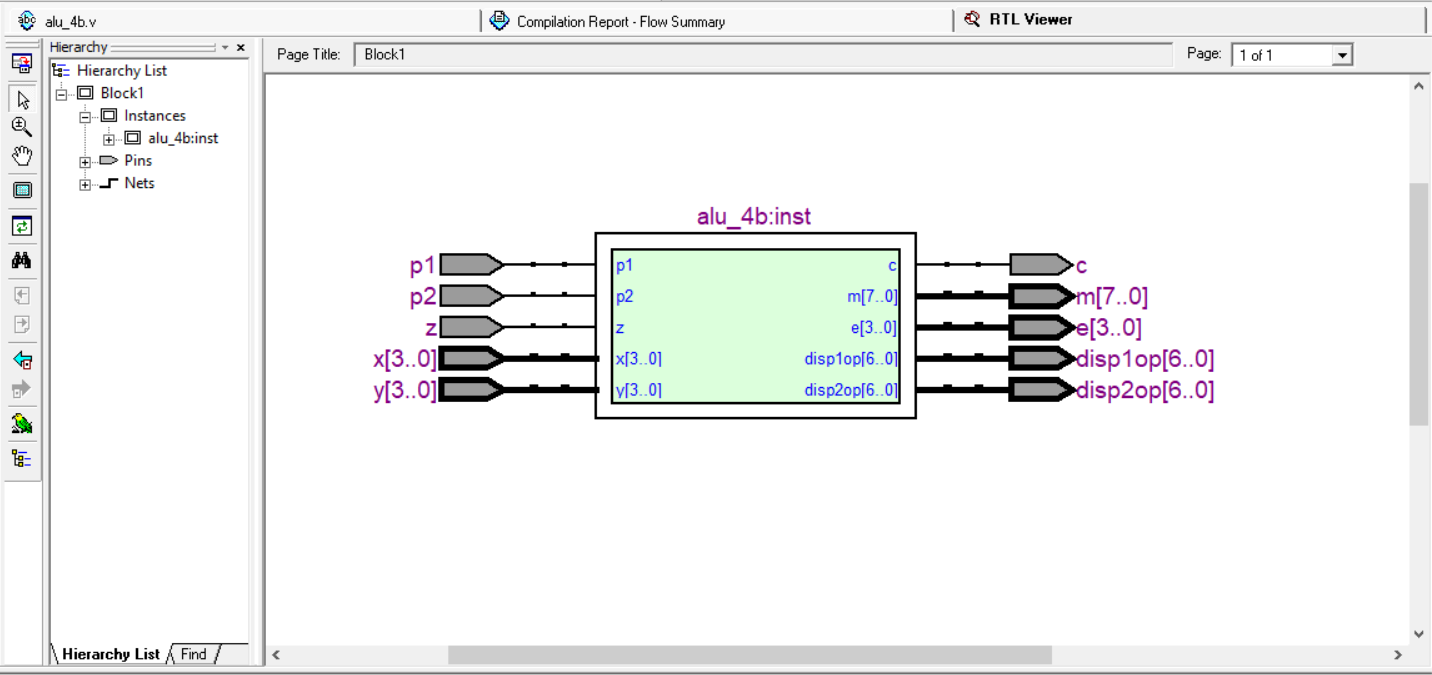 alu_4b.v
Compilation Report - Flow Summary
RTL Viewer
Hierarchy
Page Title: Block1
Page: 1 of 1
Hierarchy List
Block1
Instances
alu_4b:inst
Pins
Nets
alu_4b:inst
p1 p1 c c
p2 p2 m[7..0] m[7..0]
z z e[3..0] e[3..0]
x[3..0] x[3..0] disp1op[6..0] disp1op[6..0]
y[3..0] y[3..0] disp2op[6..0] disp2op[6..0]
Hierarchy List Find